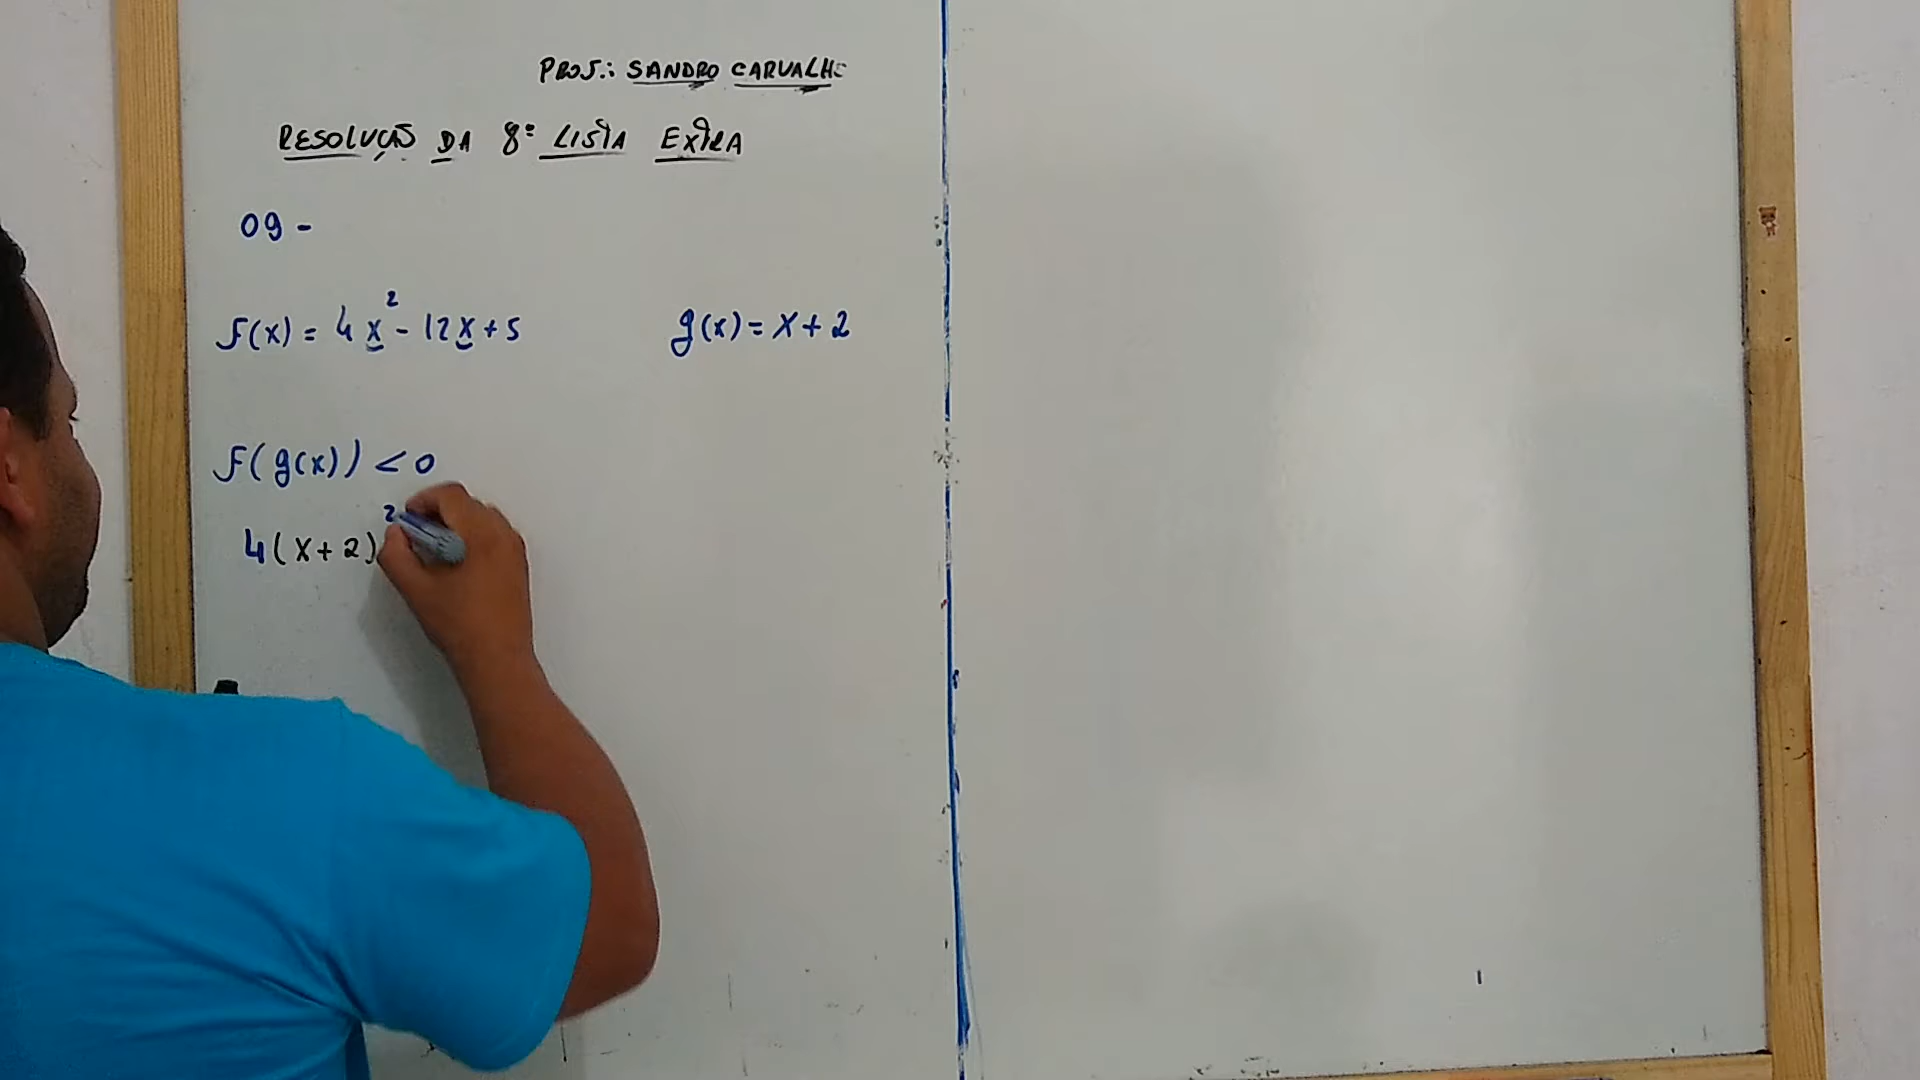 PROF.: SANDRO CARVALHO
RESOLUÇÃO DA 8ª LISTA EXTRA
09 -
f(x) = 4x² - 12x + 5
g(x) = x + 2
f(g(x)) < 0
4(x + 2)²